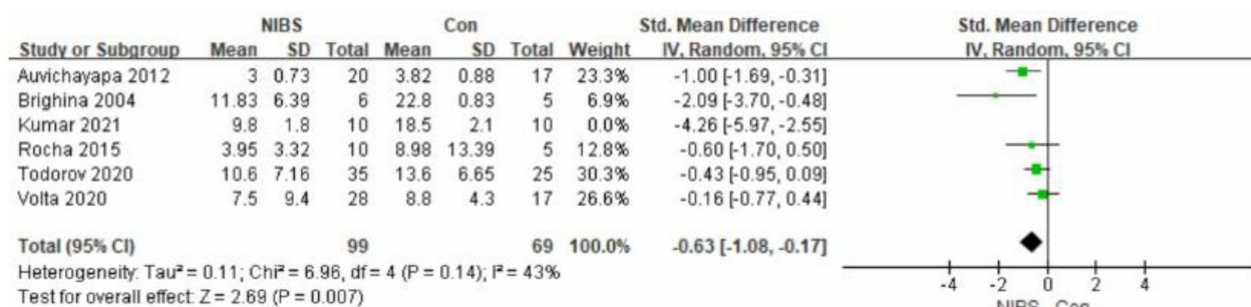 NIBS Con Std. Mean Difference Std. Mean Difference
Study or Subgroup Mean SD Total Mean SD Total Weight IV, Random, 95% CI IV, Random, 95% CI
Auvichayapa 2012 3 0.73 20 3.82 0.88 17 23.3% -1.00 [-1.69, -0.31]
Brighina 2004 11.83 6.39 6 22.8 0.83 5 6.9% -2.09 [-3.70, -0.48]
Kumar 2021 9.8 1.8 10 18.5 2.1 10 0.0% -4.26 [-5.97, -2.55]
Rocha 2015 3.95 3.32 10 8.98 13.39 5 12.8% -0.60 [-1.70, 0.50]
Todorov 2020 10.6 7.16 35 13.6 6.65 25 30.3% -0.43 [-0.95, 0.09]
Volta 2020 7.5 9.4 28 8.8 4.3 17 26.6% -0.16 [-0.77, 0.44]
Total (95% CI) 99 69 100.0% -0.63 [-1.08, -0.17]
Heterogeneity: Tau² = 0.11; Chi² = 6.96, df = 4 (P = 0.14); I² = 43%
Test for overall effect: Z = 2.69 (P = 0.007)
-4 -2 0 2 4
NIBS Con